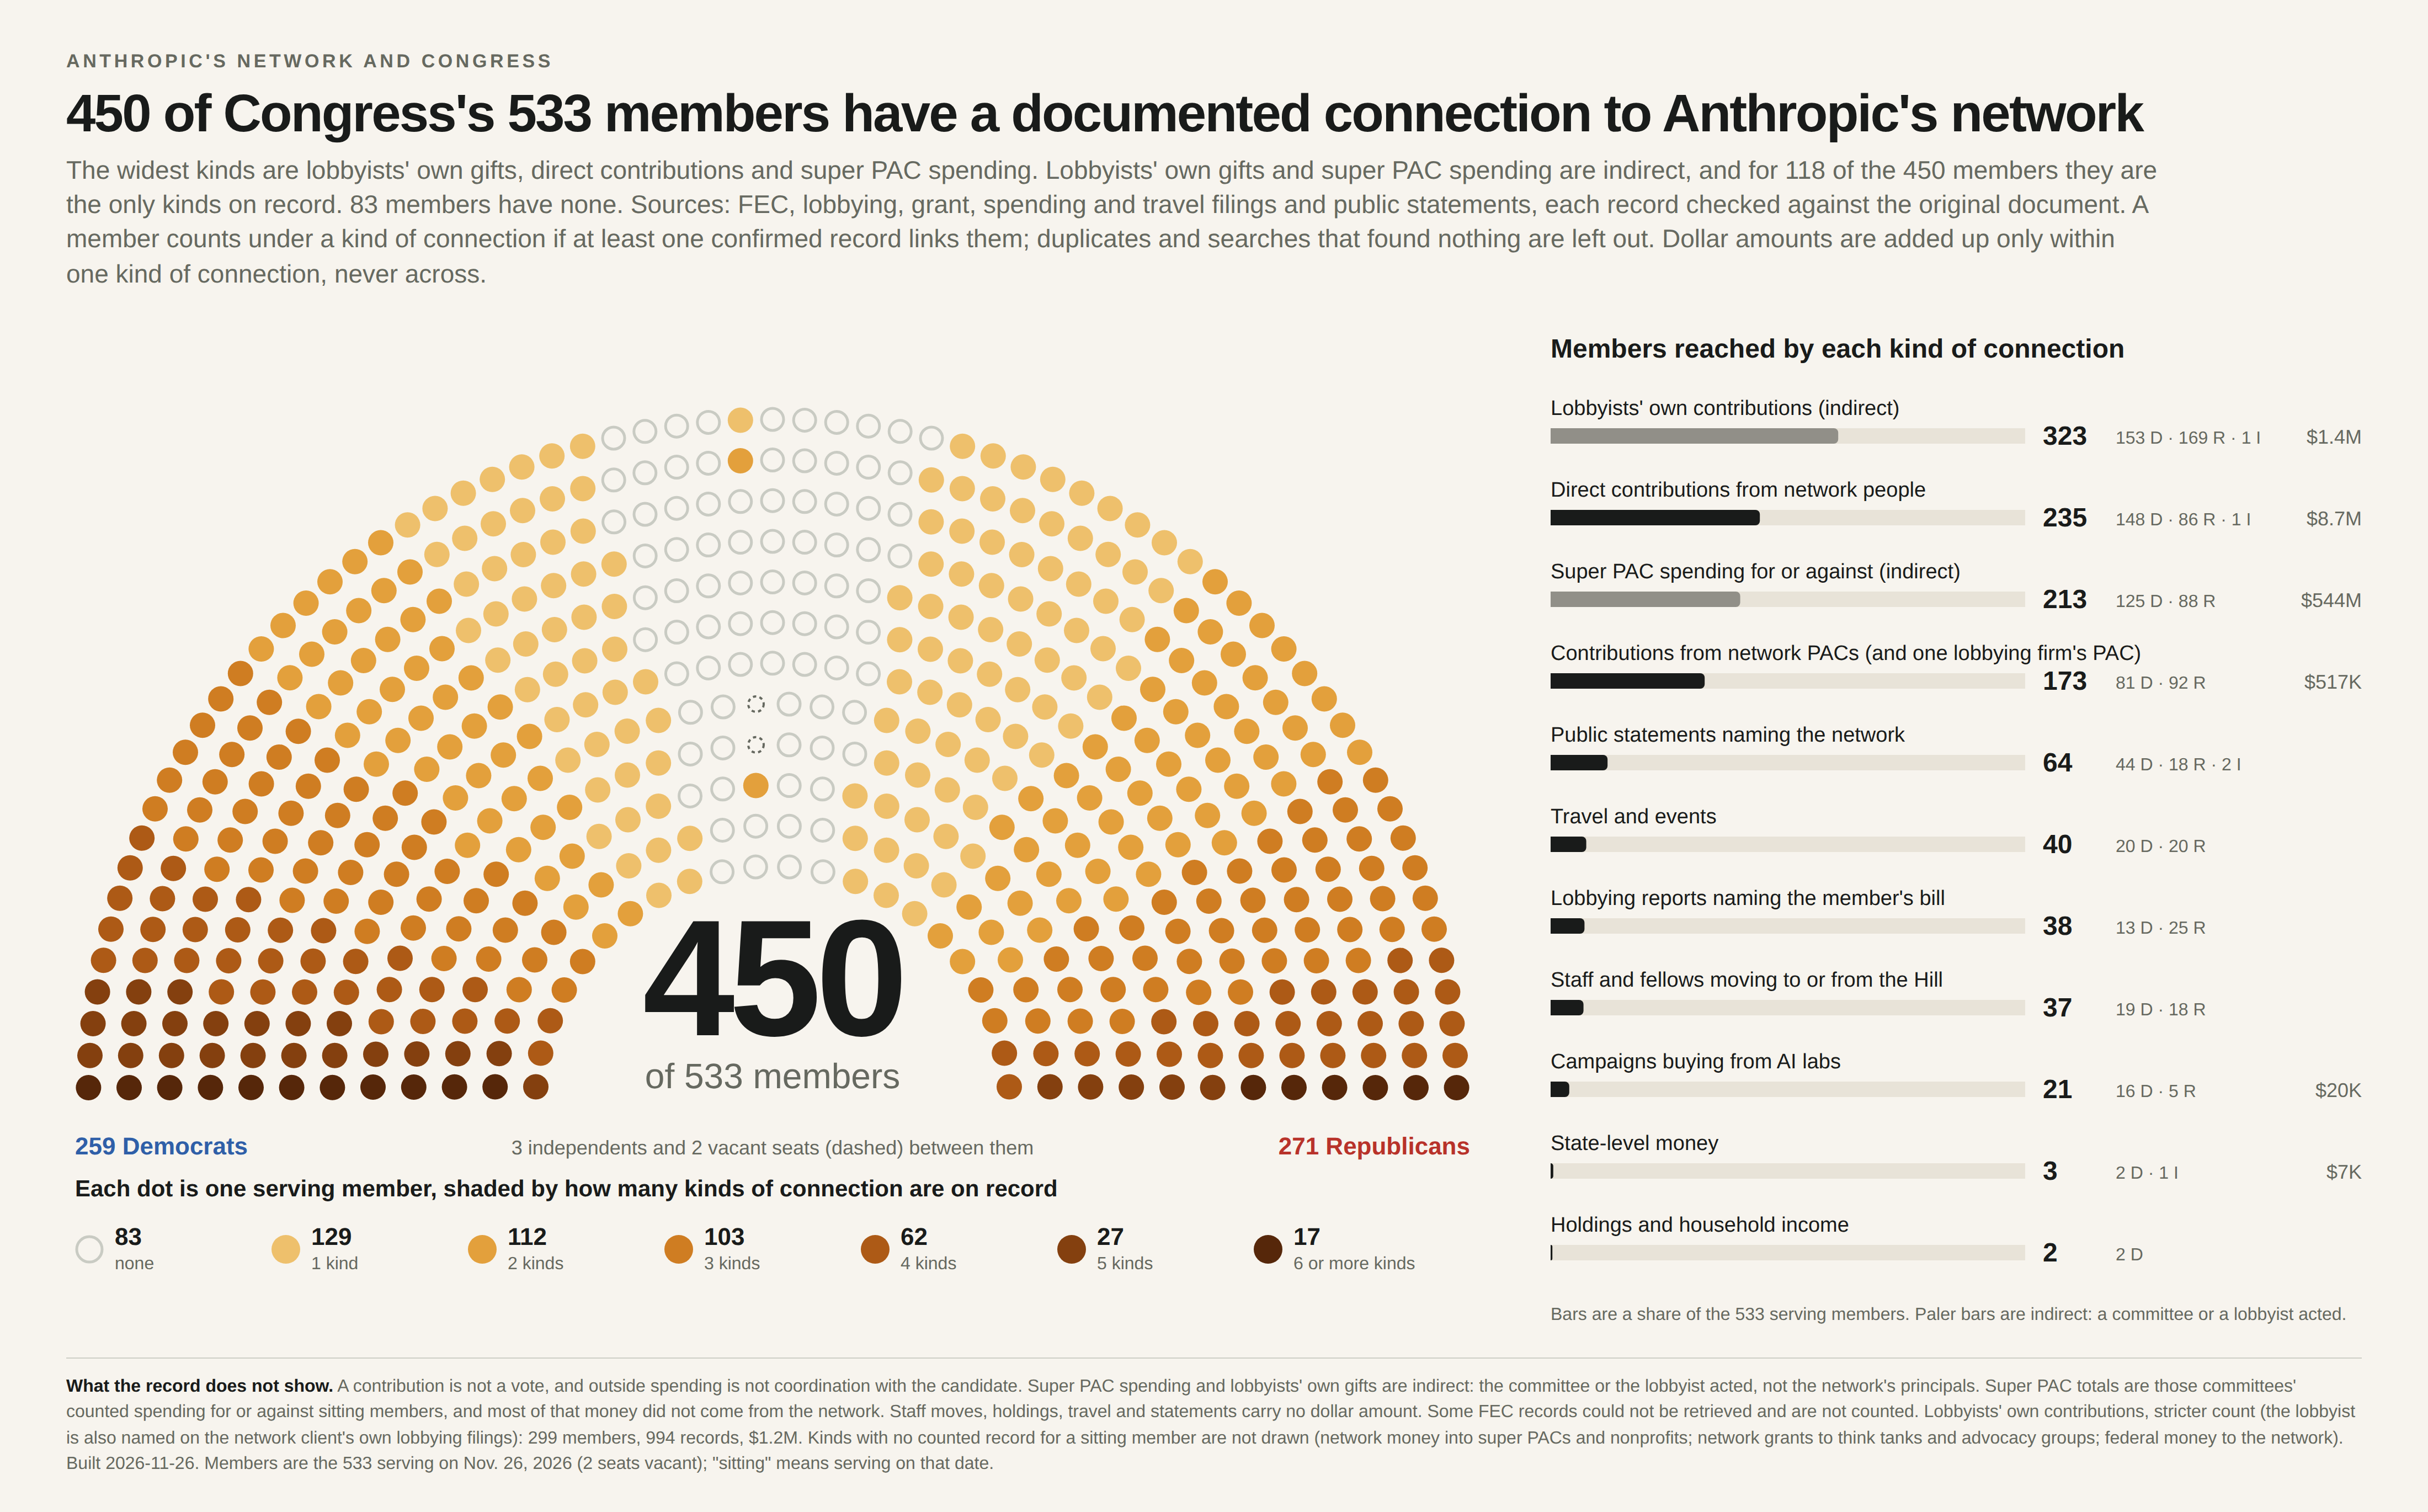 ANTHROPIC'S NETWORK AND CONGRESS
450 of Congress's 533 members have a documented connection to Anthropic's network
The widest kinds are lobbyists' own gifts, direct contributions and super PAC spending. Lobbyists' own gifts and super PAC spending are indirect, and for 118 of the 450 members they are
the only kinds on record. 83 members have none. Sources: FEC, lobbying, grant, spending and travel filings and public statements, each record checked against the original document. A
member counts under a kind of connection if at least one confirmed record links them; duplicates and searches that found nothing are left out. Dollar amounts are added up only within
one kind of connection, never across.
450
of 533 members
259 Democrats
3 independents and 2 vacant seats (dashed) between them
271 Republicans
Each dot is one serving member, shaded by how many kinds of connection are on record
83
none
129
1 kind
112
2 kinds
103
3 kinds
62
4 kinds
27
5 kinds
17
6 or more kinds
Members reached by each kind of connection
Lobbyists' own contributions (indirect)
323 153 D · 169 R · 1 I $1.4M
Direct contributions from network people
235 148 D · 86 R · 1 I $8.7M
Super PAC spending for or against (indirect)
213 125 D · 88 R $544M
Contributions from network PACs (and one lobbying firm's PAC)
173 81 D · 92 R $517K
Public statements naming the network
64 44 D · 18 R · 2 I
Travel and events
40 20 D · 20 R
Lobbying reports naming the member's bill
38 13 D · 25 R
Staff and fellows moving to or from the Hill
37 19 D · 18 R
Campaigns buying from AI labs
21 16 D · 5 R $20K
State-level money
3 2 D · 1 I $7K
Holdings and household income
2 2 D
Bars are a share of the 533 serving members. Paler bars are indirect: a committee or a lobbyist acted.
What the record does not show. A contribution is not a vote, and outside spending is not coordination with the candidate. Super PAC spending and lobbyists' own gifts are indirect: the committee or the lobbyist acted, not the network's principals. Super PAC totals are those committees'
counted spending for or against sitting members, and most of that money did not come from the network. Staff moves, holdings, travel and statements carry no dollar amount. Some FEC records could not be retrieved and are not counted. Lobbyists' own contributions, stricter count (the lobbyist
is also named on the network client's own lobbying filings): 299 members, 994 records, $1.2M. Kinds with no counted record for a sitting member are not drawn (network money into super PACs and nonprofits; network grants to think tanks and advocacy groups; federal money to the network).
Built 2026-11-26. Members are the 533 serving on Nov. 26, 2026 (2 seats vacant); "sitting" means serving on that date.